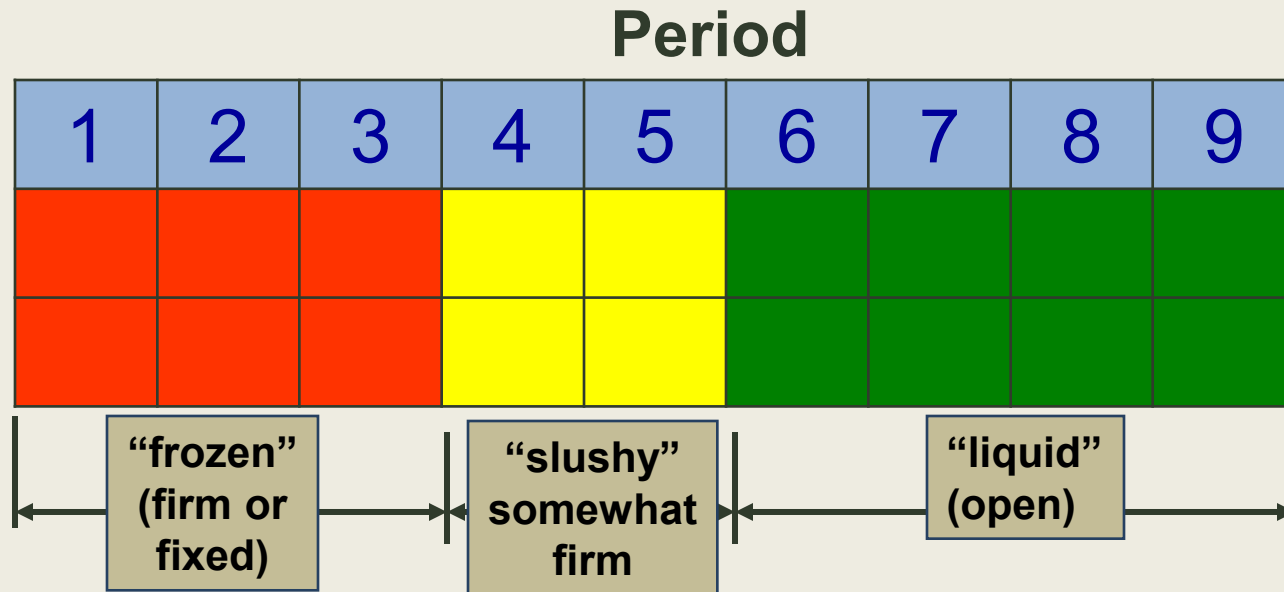 Period
1 2 3 4 5 6 7 8 9
“frozen”
(firm or
fixed)
“slushy”
somewhat
firm
“liquid”
(open)